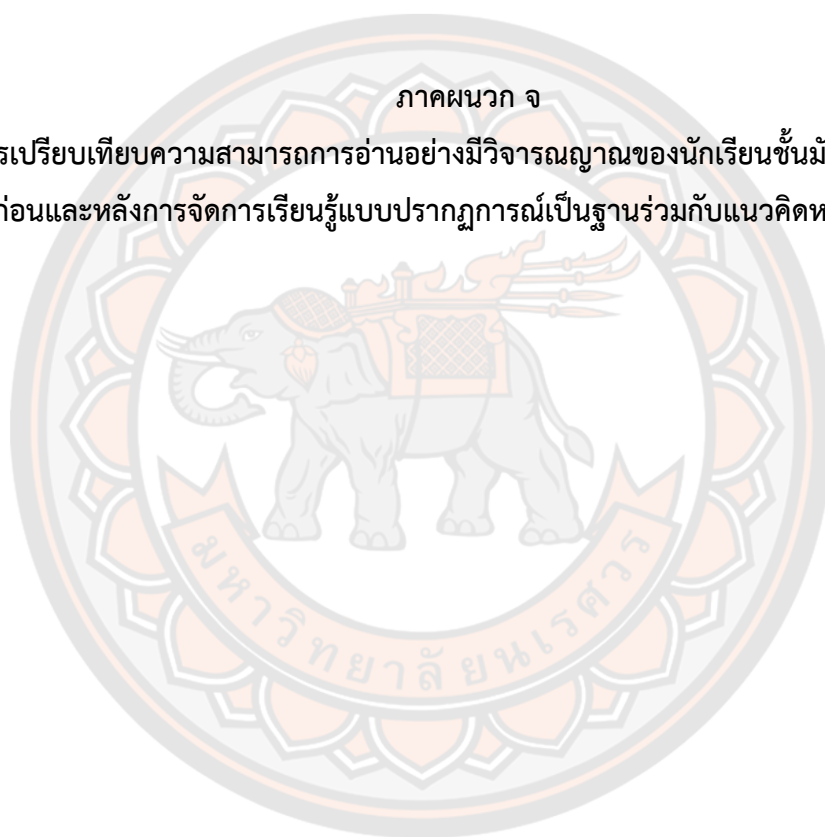 ภาคผนวก จ
รเปรียบเทียบความสามารถการอ่านอย่างมีวิจารณญาณของนักเรียนชั้นมั
ก่อนและหลังการจัดการเรียนรู้แบบปรากฏการณ์เป็นฐานร่วมกับแนวคิดห
มหาวิทยาลัยนเรศวร